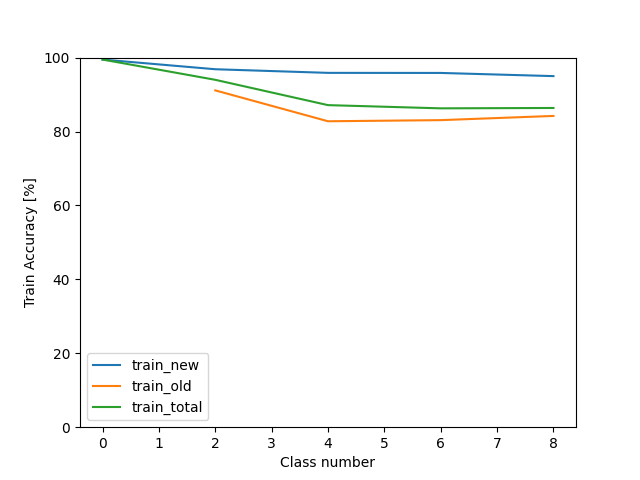 100
80
60
40
20
0
Train Accuracy [%]
train_new
train_old
train_total
0 1 2 3 4 5 6 7 8
Class number